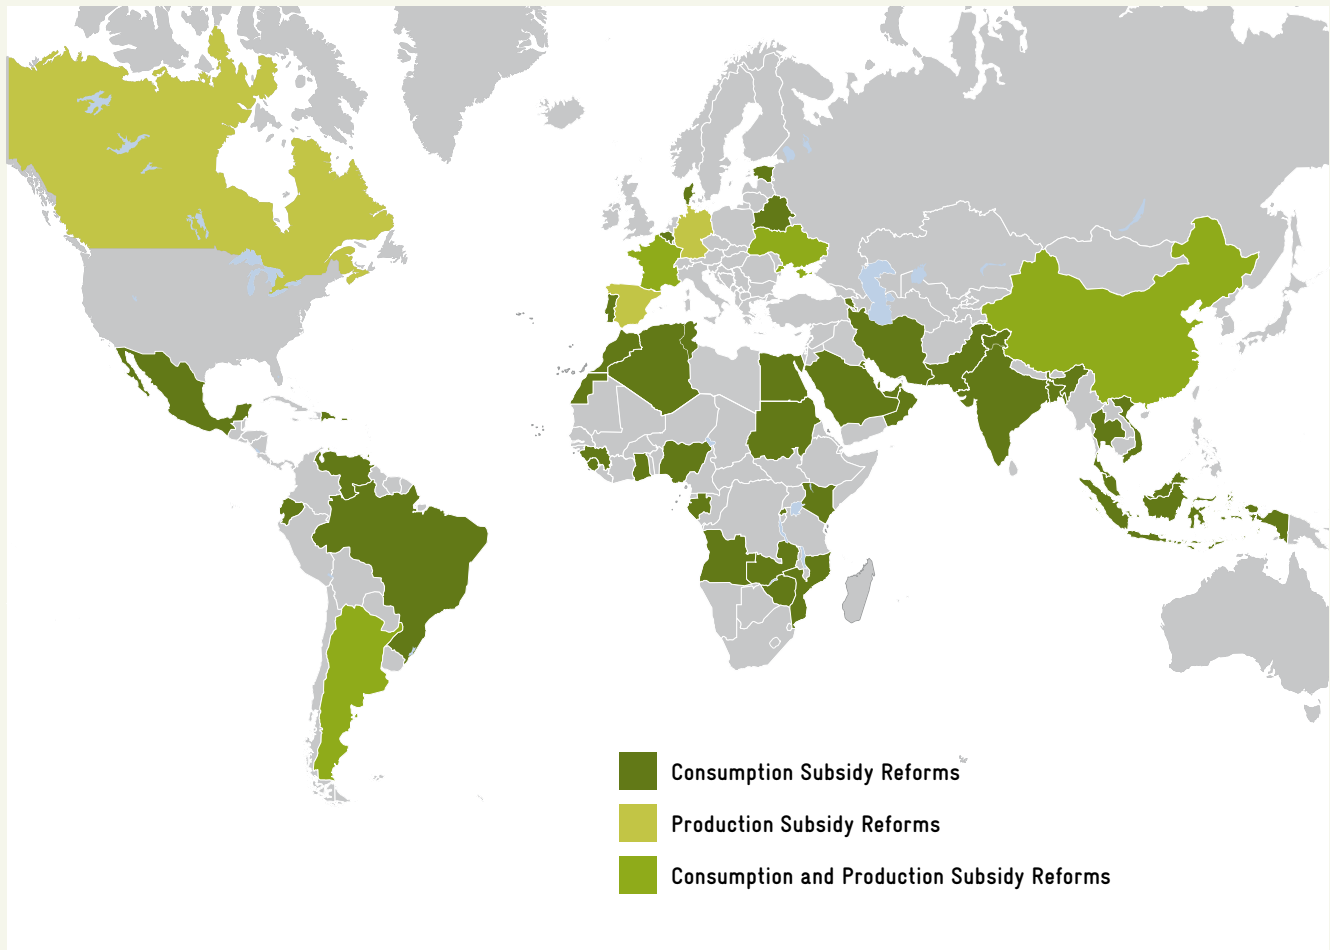 Consumption Subsidy Reforms
Production Subsidy Reforms
Consumption and Production Subsidy Reforms